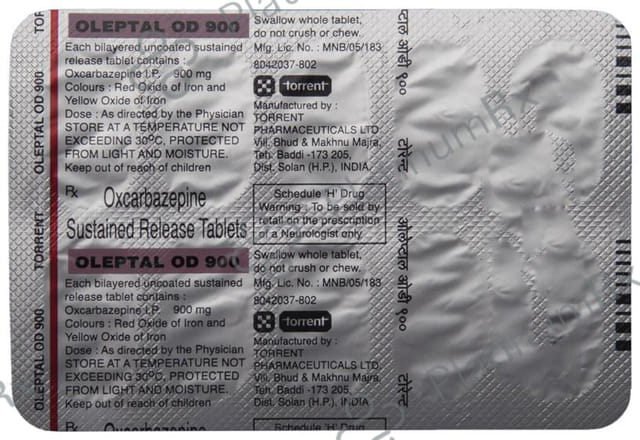 OLEPTAL OD 900
Each bilayered uncoated sustained
release tablet contains :
Oxcarbazepine I.P. 900 mg
Colours : Red Oxide of Iron and
Yellow Oxide of Iron
Dose : As directed by the Physician
STORE AT A TEMPERATURE NOT
EXCEEDING 30°C, PROTECTED
FROM LIGHT AND MOISTURE.
Keep out of reach of children
Rx Oxcarbazepine
Sustained Release Tablets
Swallow whole tablet,
do not crush or chew.
Mfg. Lic. No. : MNB/05/183
8042037-802
torrent
Manufactured by :
TORRENT
PHARMACEUTICALS LTD.
Vill. Bhud & Makhnu Majra,
Teh. Baddi -173 205,
Dist. Solan (H.P.), INDIA.
Schedule 'H' Drug
Warning : To be sold by
retail on the prescription
of a Neurologist only
OLEPTAL OD 900
Each bilayered uncoated sustained
release tablet contains :
Oxcarbazepine I.P. 900 mg
Colours : Red Oxide of Iron and
Yellow Oxide of Iron
Dose : As directed by the Physician
STORE AT A TEMPERATURE NOT
EXCEEDING 30°C, PROTECTED
FROM LIGHT AND MOISTURE.
Keep out of reach of children
Rx Oxcarbazepine
Swallow whole tablet,
do not crush or chew.
Mfg. Lic. No. : MNB/05/183
8042037-802
torrent
Manufactured by :
TORRENT
PHARMACEUTICALS LTD.
Vill. Bhud & Makhnu Majra,
Teh. Baddi -173 205,
Dist. Solan (H.P.), INDIA
Schedule 'H' Drug
TOR
OLEPTAL OD 900
TORRENT
OLEPTAL OD 900
ओलेप्टाल ओडी ९००
टोरेन्ट